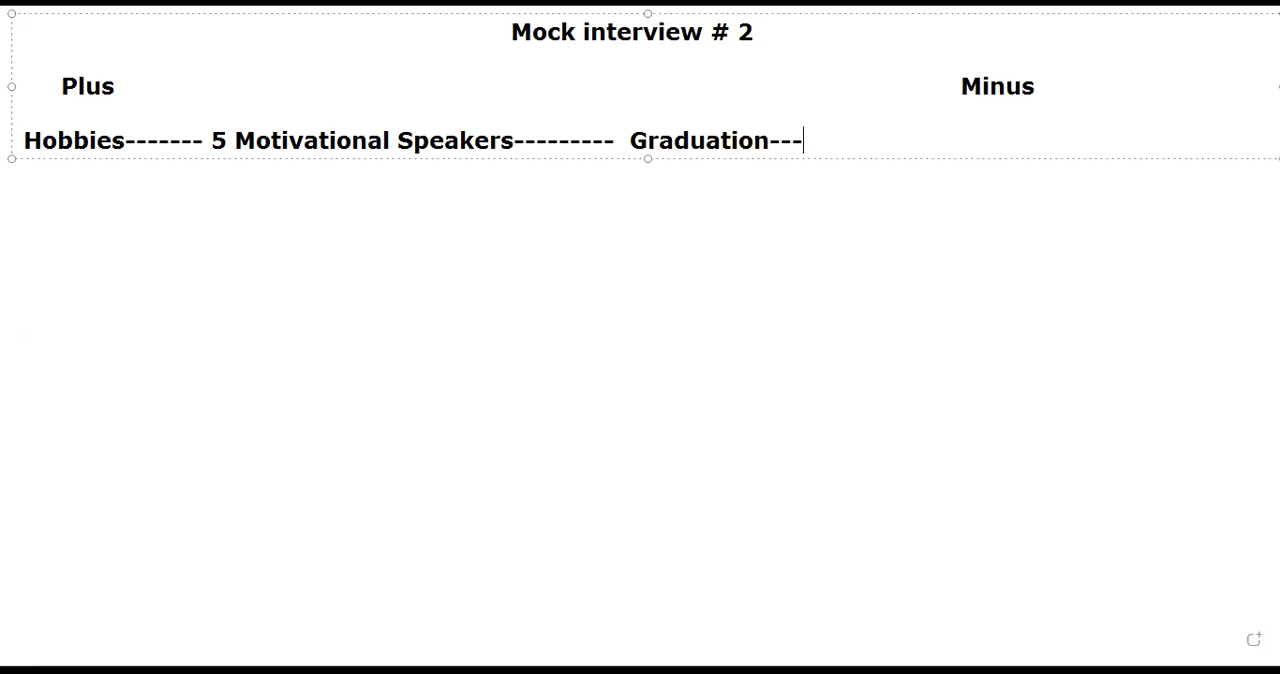 Mock interview # 2
Plus Minus
Hobbies------- 5 Motivational Speakers--------- Graduation---